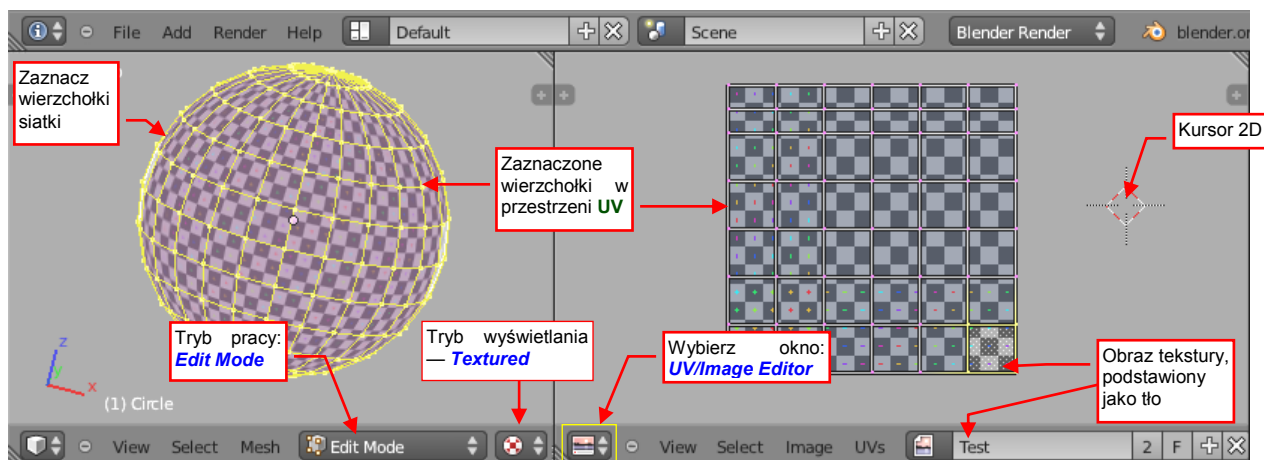 File Add Render Help Default Scene Blender Render blender.or
Zaznacz
wierzchołki
siatki
Zaznaczone
wierzchołki w
przestrzeni UV
Kursor 2D
Tryb pracy:
Edit Mode
Tryb wyświetlania
— Textured
Wybierz okno:
UV/Image Editor
Obraz tekstury,
podstawiony
jako tło
z
y
x
(1) Circle
View Select Mesh Edit Mode
View Select Image UVs Test 2 F